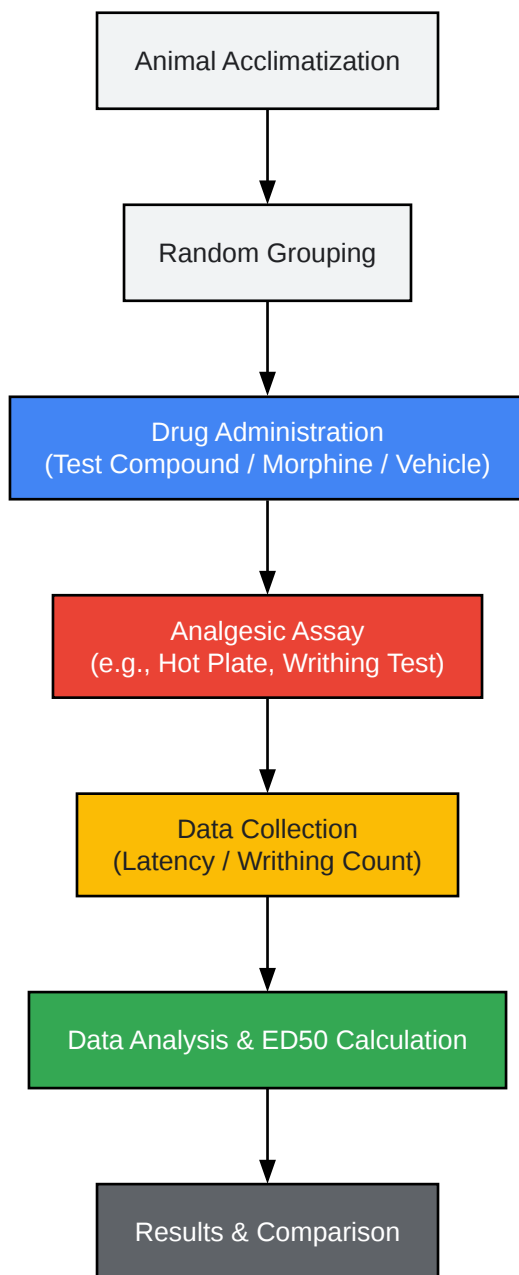 Animal Acclimatization
Random Grouping
Drug Administration
(Test Compound / Morphine / Vehicle)
Analgesic Assay
(e.g., Hot Plate, Writhing Test)
Data Collection
(Latency / Writhing Count)
Data Analysis & ED50 Calculation
Results & Comparison